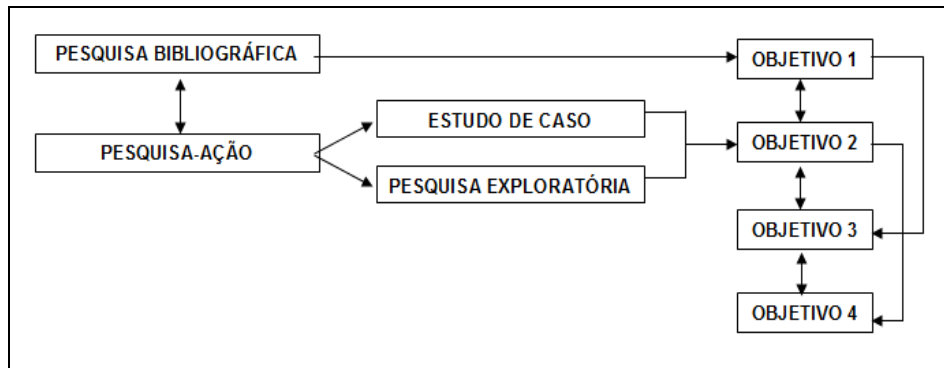 PESQUISA BIBLIOGRÁFICA
OBJETIVO 1
ESTUDO DE CASO
PESQUISA-AÇÃO
OBJETIVO 2
PESQUISA EXPLORATÓRIA
OBJETIVO 3
OBJETIVO 4